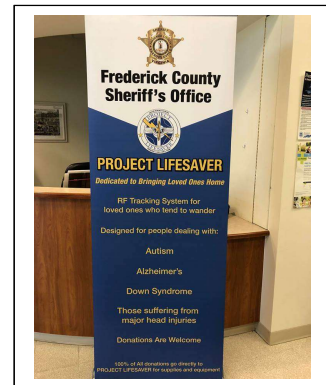 Frederick County
Sheriff's Office
PROJECT
LIFESAVER
PROJECT LIFESAVER
Dedicated to Bringing Loved Ones Home
RF Tracking System for
loved ones who tend to wander
Designed for people dealing with:
Autism
Alzheimer's
Down Syndrome
Those suffering from
major head injuries
Donations Are Welcome
100% of All donations go directly to
PROJECT LIFESAVER for supplies and equipment